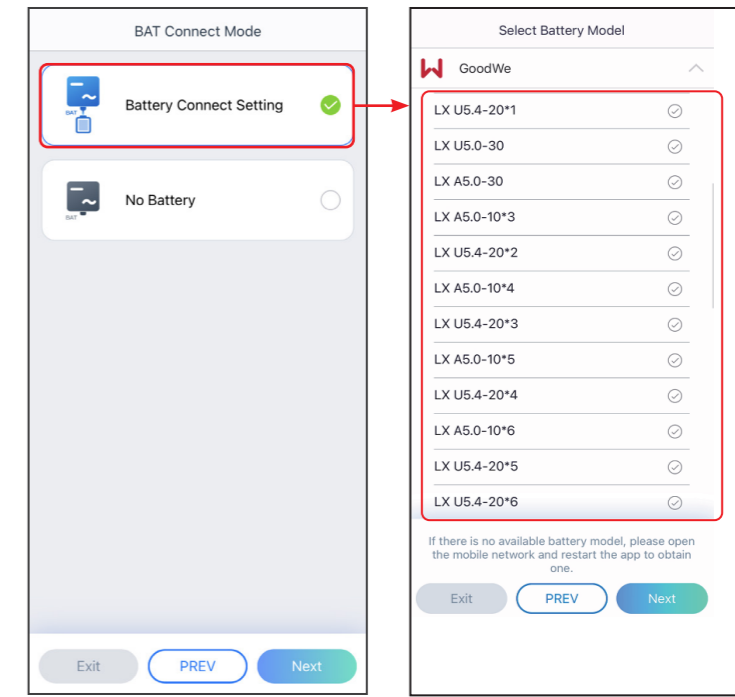 BAT Connect Mode
Battery Connect Setting
BAT
No Battery
BAT
Exit
PREV
Next
Select Battery Model
GoodWe
LX U5.4-20*1
LX U5.0-30
LX A5.0-30
LX A5.0-10*3
LX U5.4-20*2
LX A5.0-10*4
LX U5.4-20*3
LX A5.0-10*5
LX U5.4-20*4
LX A5.0-10*6
LX U5.4-20*5
LX U5.4-20*6
If there is no available battery model, please open
the mobile network and restart the app to obtain
one.
Exit
PREV
Next